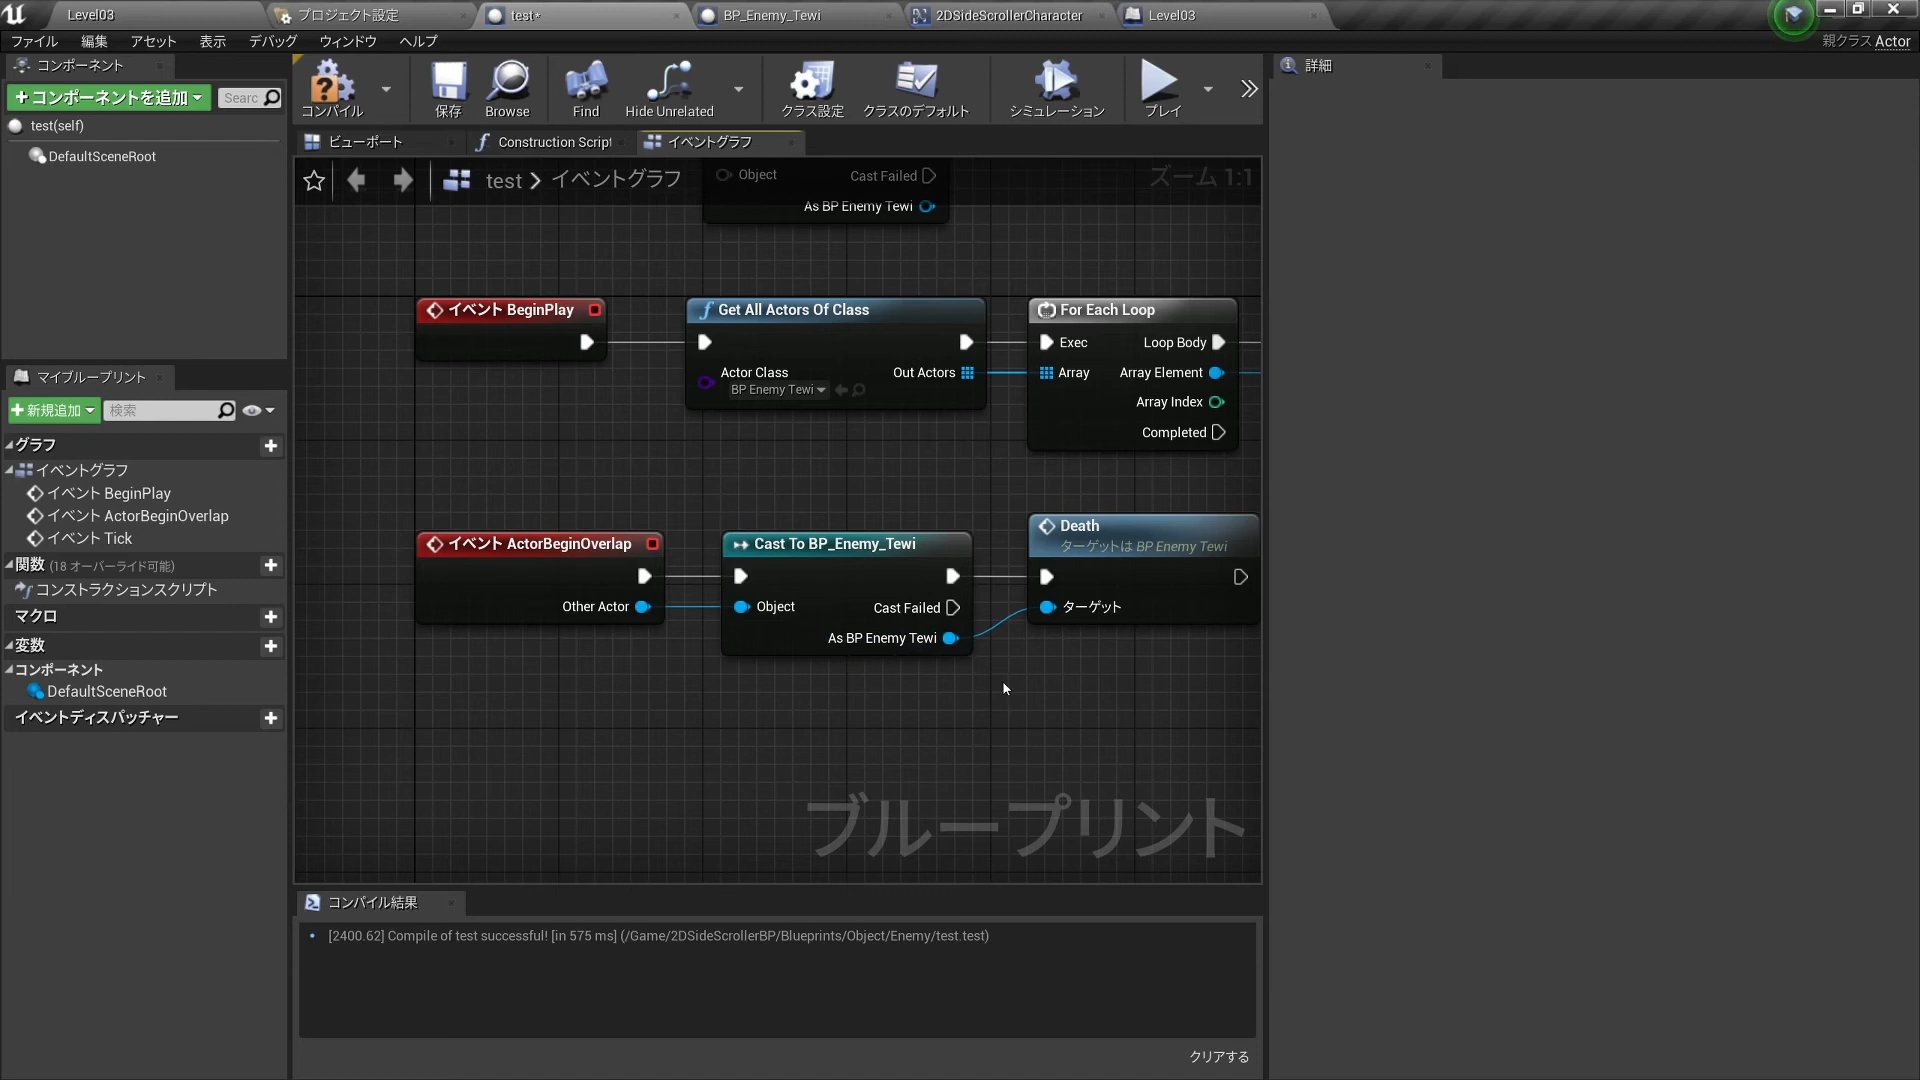 Level03
プロジェクト設定
test*
BP_Enemy_Tewi
2DSideScrollerCharacter
Level03
ファイル 編集 アセット 表示 デバッグ ウィンドウ ヘルプ
親クラス Actor
コンポーネント
+コンポーネントを追加
Searc
test(self)
DefaultSceneRoot
コンパイル
保存
Browse
Find
Hide Unrelated
クラス設定
クラスのデフォルト
シミュレーション
プレイ
詳細
ビューポート
Construction Script
イベントグラフ
test > イベントグラフ
ズーム 1:1
Object
Cast Failed
As BP Enemy Tewi
イベント BeginPlay
Get All Actors Of Class
Actor Class
BP Enemy Tewi
Out Actors
For Each Loop
Exec
Loop Body
Array
Array Element
Array Index
Completed
イベント ActorBeginOverlap
Other Actor
Cast To BP_Enemy_Tewi
Object
Cast Failed
As BP Enemy Tewi
Death
ターゲットは BP Enemy Tewi
ターゲット
ブループリント
マイブループリント
+新規追加
検索
グラフ
イベントグラフ
イベント BeginPlay
イベント ActorBeginOverlap
イベント Tick
関数 (18 オーバーライド可能)
コンストラクションスクリプト
マクロ
変数
コンポーネント
DefaultSceneRoot
イベントディスパッチャー
コンパイル結果
[2400.62] Compile of test successful! [in 575 ms] (/Game/2DSideScrollerBP/Blueprints/Object/Enemy/test.test)
クリアする